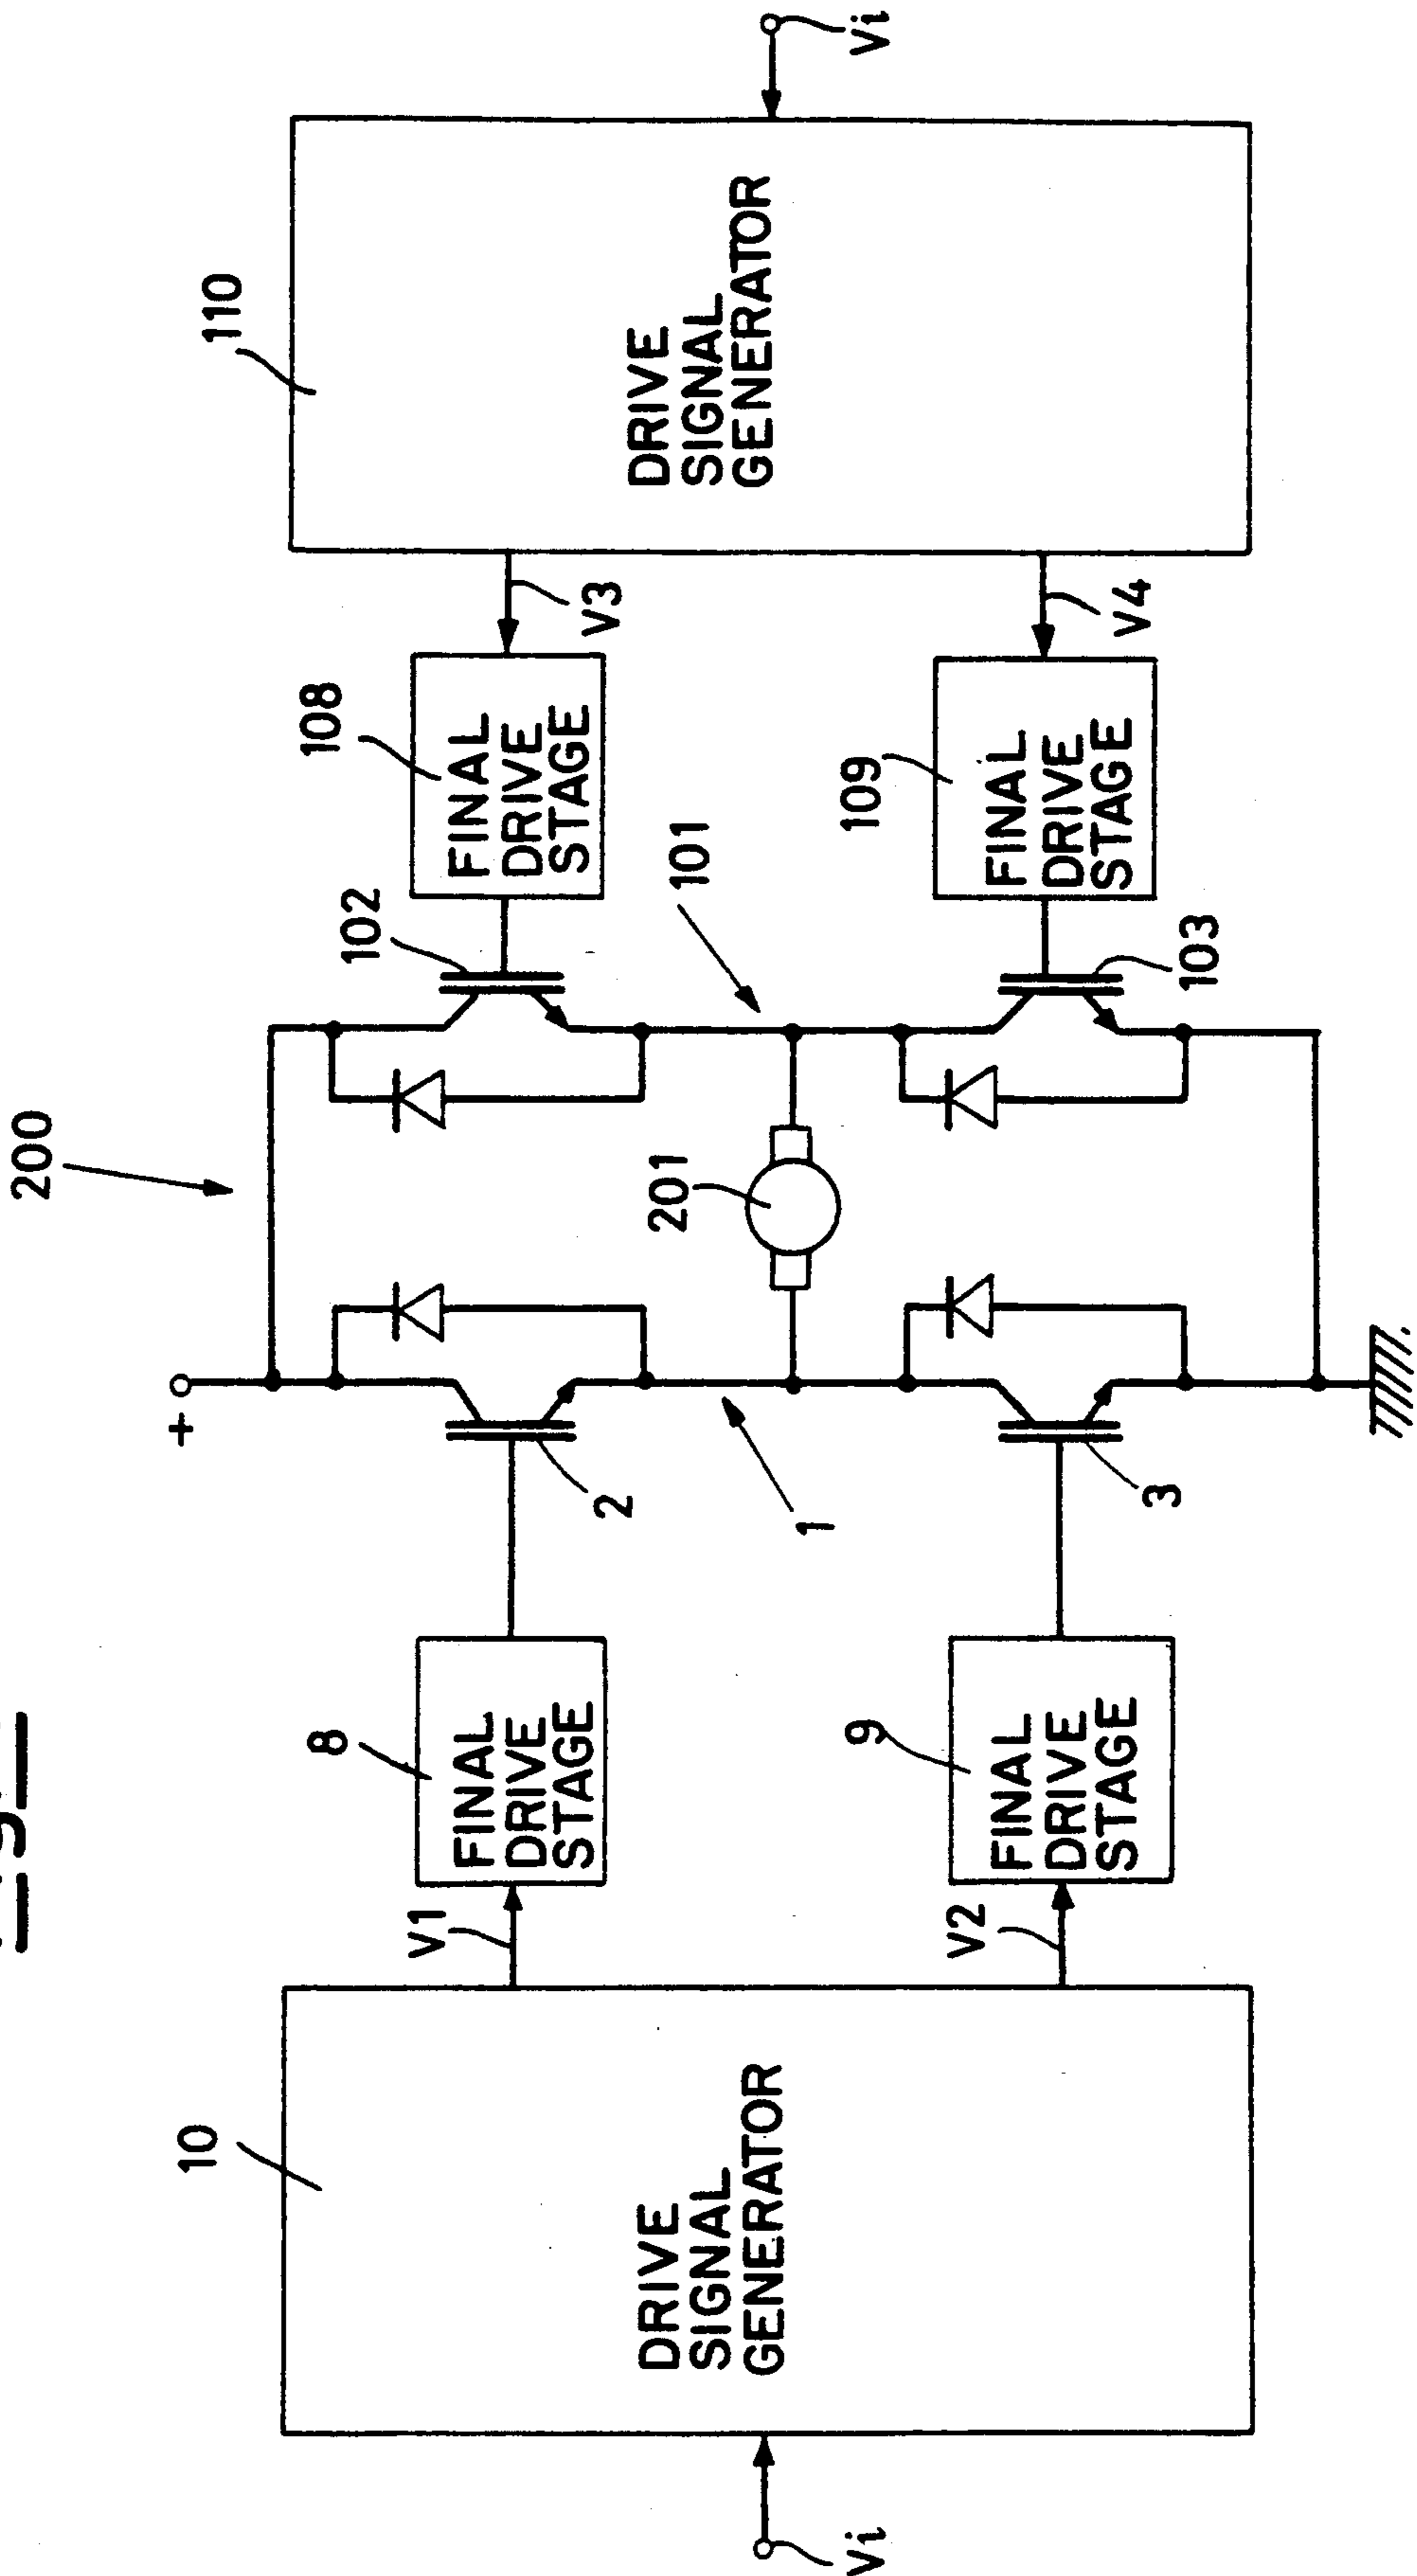 200
+
10
DRIVE
SIGNAL
GENERATOR
Vi
V1
V2
8
FINAL
DRIVE
STAGE
9
FINAL
DRIVE
STAGE
2
3
1
201
101
102
103
108
FINAL
DRIVE
STAGE
109
FINAL
DRIVE
STAGE
V3
V4
110
DRIVE
SIGNAL
GENERATOR
Vi